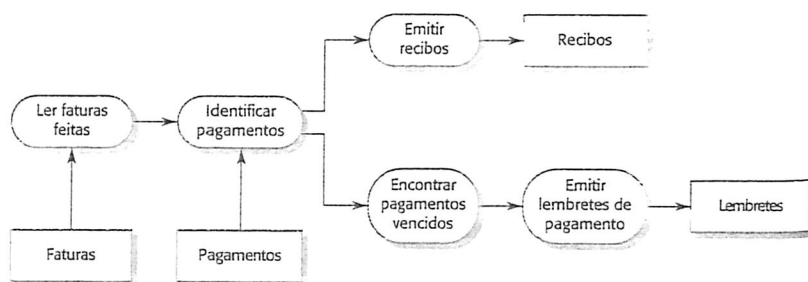 Emitir
recibos
Recibos
Ler faturas
feitas
Identificar
pagamentos
Encontrar
pagamentos
vencidos
Emitir
lembretes de
pagamento
Lembretes
Faturas
Pagamentos